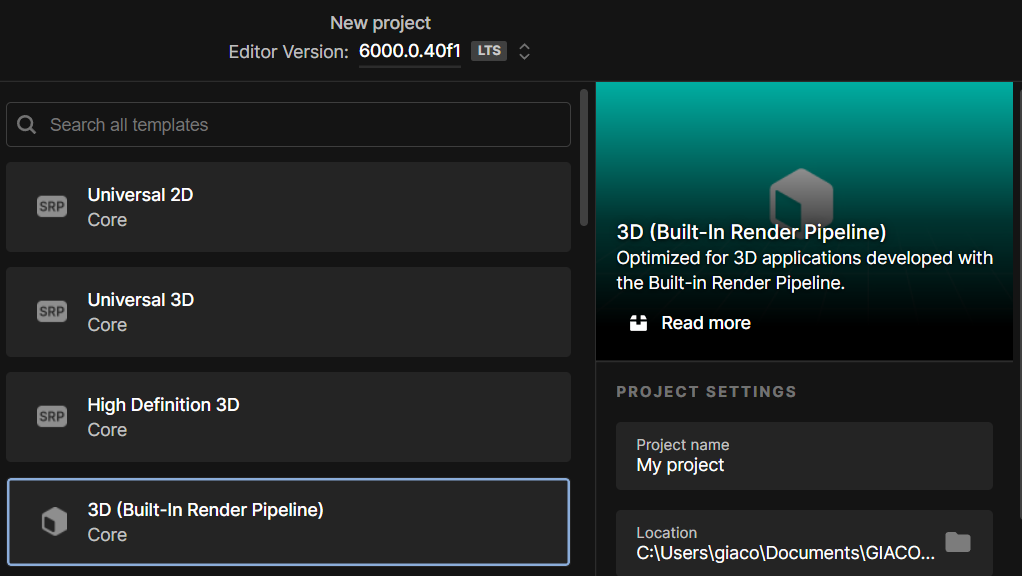 New project
Editor Version: 6000.0.40f1 LTS
Search all templates
SRP
Universal 2D
Core
SRP
Universal 3D
Core
SRP
High Definition 3D
Core
3D (Built-In Render Pipeline)
Core
3D (Built-In Render Pipeline)
Optimized for 3D applications developed with
the Built-in Render Pipeline.
Read more
PROJECT SETTINGS
Project name
My project
Location
C:\Users\giaco\Documents\GIACO...